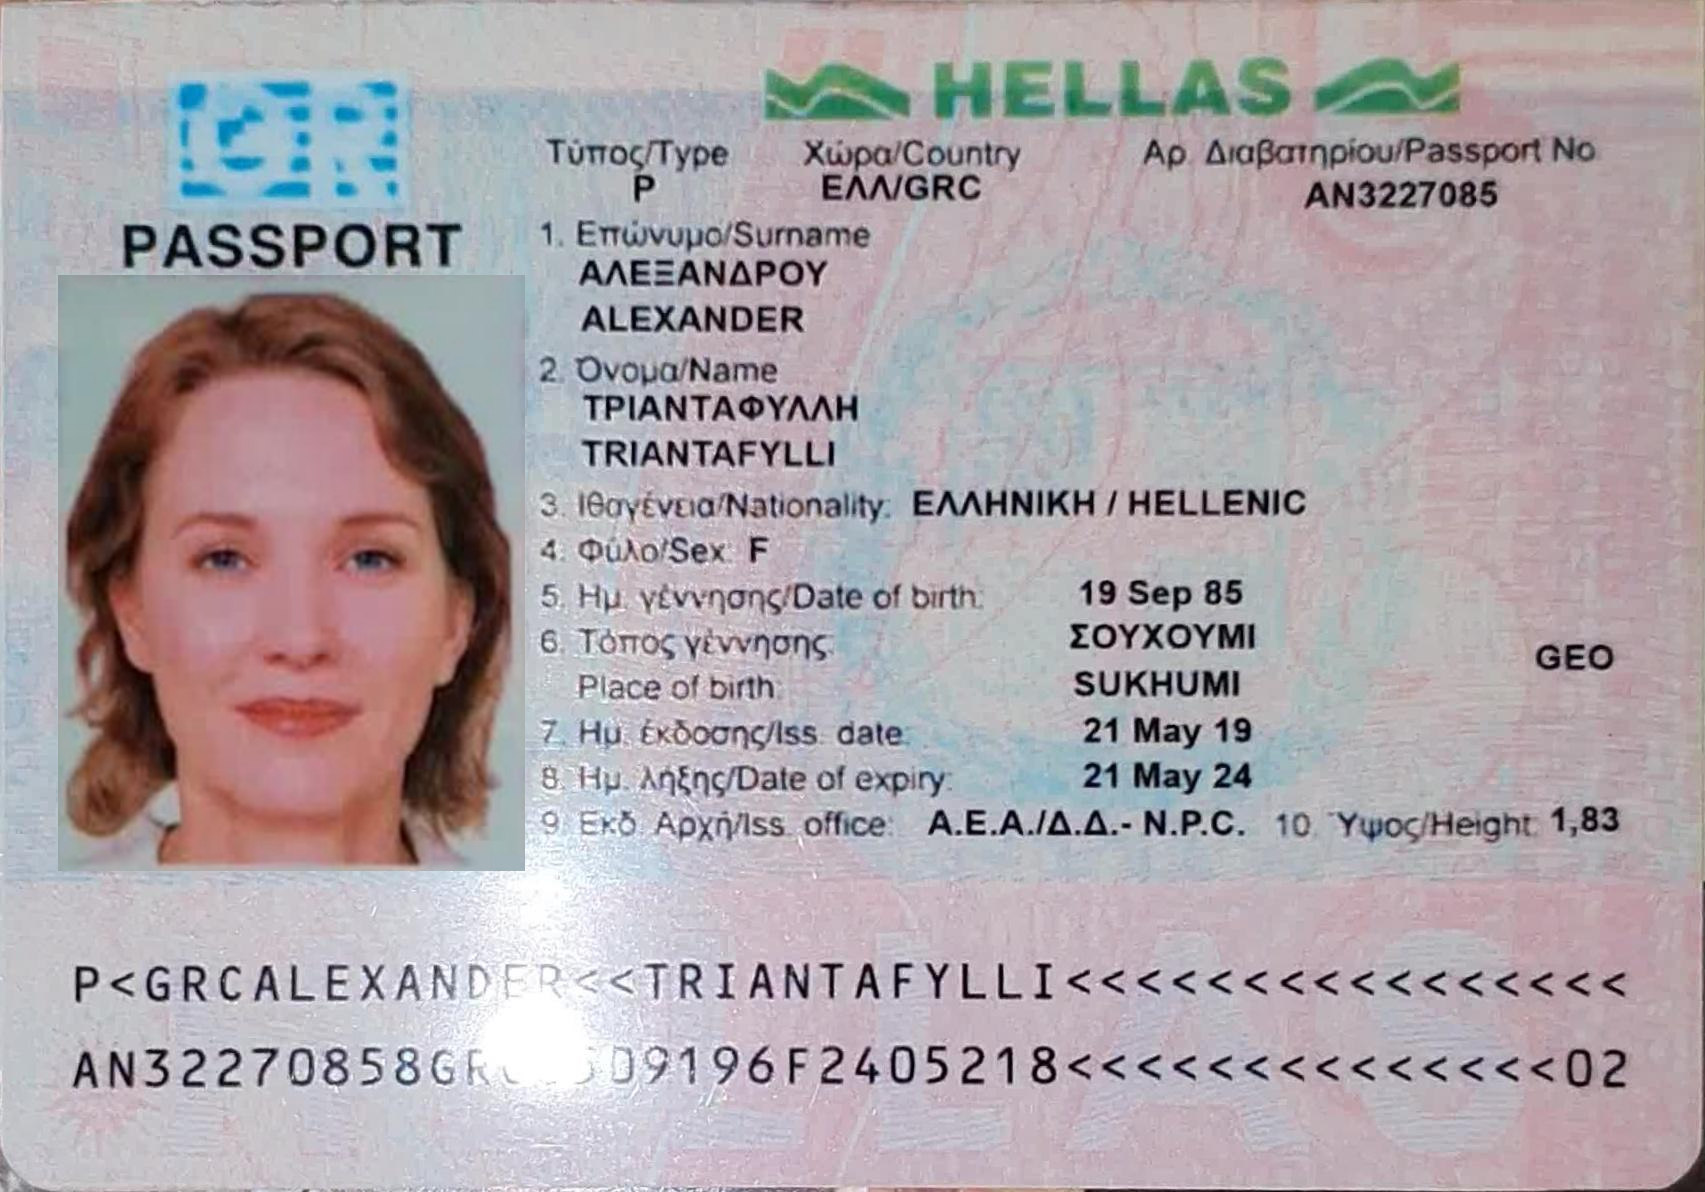 HELLAS
GR
PASSPORT
Τύπος/Type Χώρα/Country Αρ. Διαβατηρίου/Passport No
P ΕΛΛ/GRC AN3227085
1. Επώνυμο/Surname
ΑΛΕΞΑΝΔΡΟΥ
ALEXANDER
2. Όνομα/Name
ΤΡΙΑΝΤΑΦΥΛΛΗ
TRIANTAFYLLI
3. Ιθαγένεια/Nationality: ΕΛΛΗΝΙΚΗ / HELLENIC
4. Φύλο/Sex: F
5. Ημ. γέννησης/Date of birth: 19 Sep 85
6. Τόπος γέννησης ΣΟΥΧΟΥΜΙ
Place of birth: SUKHUMI GEO
7. Ημ. έκδοσης/Iss. date: 21 May 19
8. Ημ. λήξης/Date of expiry: 21 May 24
9. Εκδ. Αρχή/Iss. office: Α.Ε.Α./Δ.Δ.- N.P.C. 10. Ύψος/Height: 1,83
P<GRCALEXANDER<<TRIANTAFYLLI<<<<<<<<<<<<<<<<
AN32270858GR 09196F2405218<<<<<<<<<<<<<<02